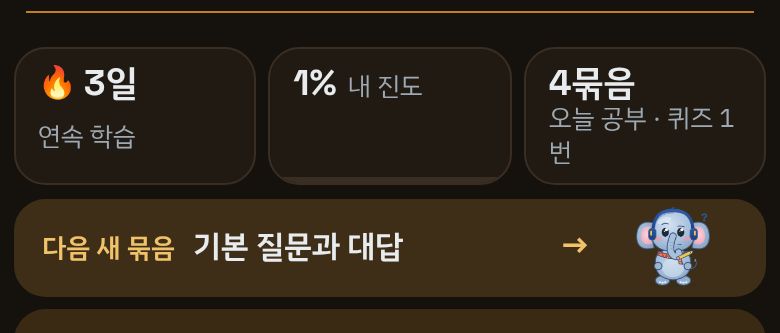 🔥 3일
연속 학습
1% 내 진도
4묶음
오늘 공부 · 퀴즈 1
번
다음 새 묶음 기본 질문과 대답 →
?